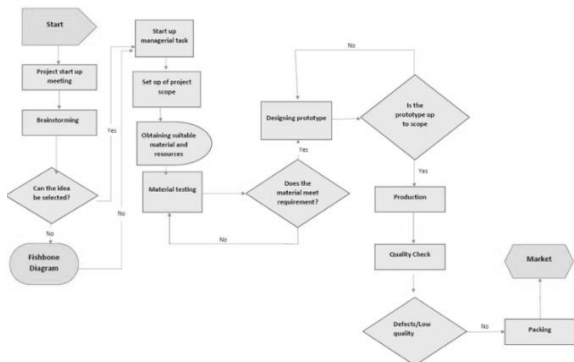 Start
Project start up
meeting
Brainstorming
Can the idea
be selected?
Yes
No
No
Fishbone
Diagram
Start up
managerial task
Set up of project
scope
Obtaining suitable
material and
resources
Material testing
Does the
material meet
requirement?
Yes
No
Designing prototype
No
Is the
prototype up
to scope
Yes
Production
Quality Check
Defects/Low
quality
No
Packing
Market